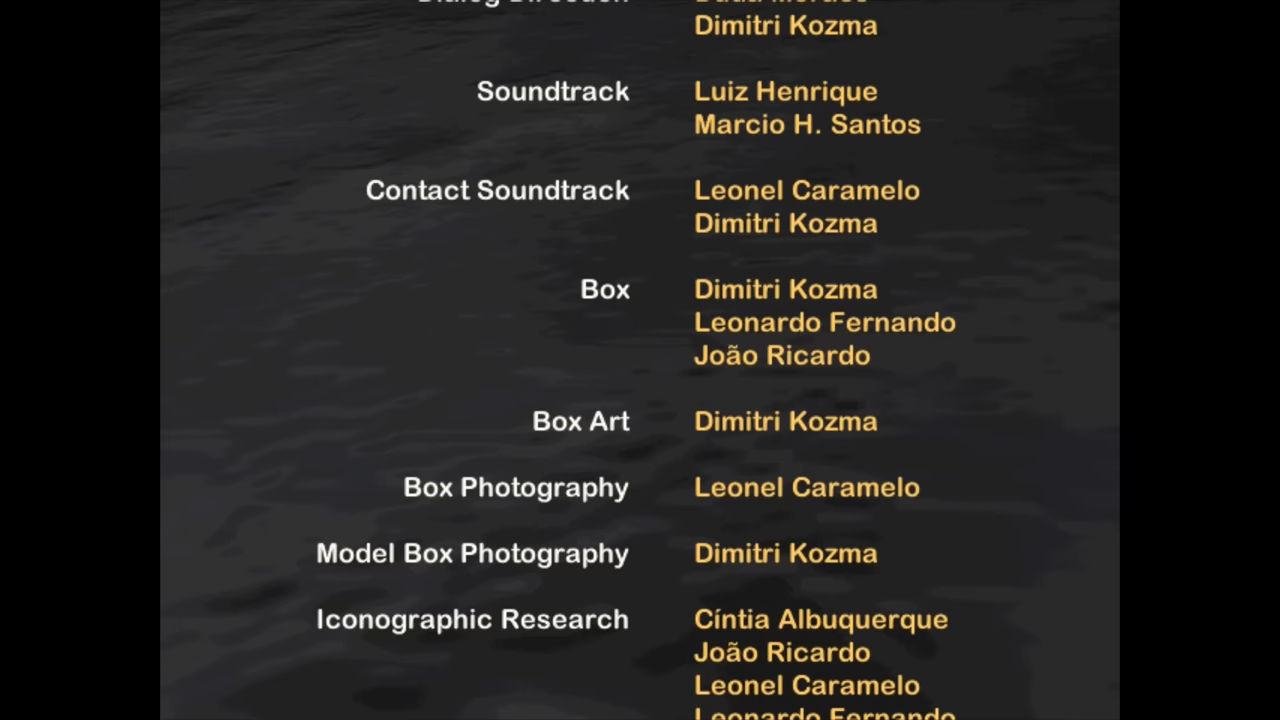 Dimitri Kozma
Soundtrack Luiz Henrique
Marcio H. Santos
Contact Soundtrack Leonel Caramelo
Dimitri Kozma
Box Dimitri Kozma
Leonardo Fernando
João Ricardo
Box Art Dimitri Kozma
Box Photography Leonel Caramelo
Model Box Photography Dimitri Kozma
Iconographic Research Cíntia Albuquerque
João Ricardo
Leonel Caramelo
Leonardo Fernando